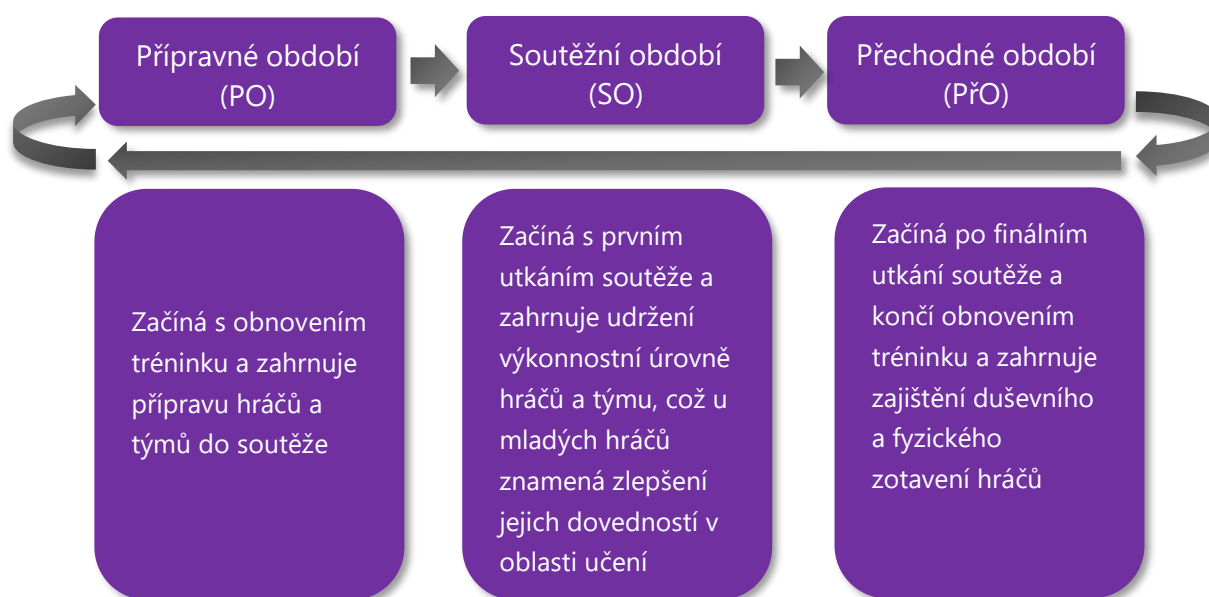 Přípravné období
(PO)
Soutěžní období
(SO)
Přechodné období
(PřO)
Začíná s obnovením
tréninku a zahrnuje
přípravu hráčů a
týmů do soutěže
Začíná s prvním
utkáním soutěže a
zahrnuje udržení
výkonnostní úrovně
hráčů a týmu, což u
mladých hráčů
znamená zlepšení
jejich dovedností v
oblasti učení
Začíná po finálním
utkání soutěže a
končí obnovením
tréninku a zahrnuje
zajištění duševního
a fyzického
zotavení hráčů